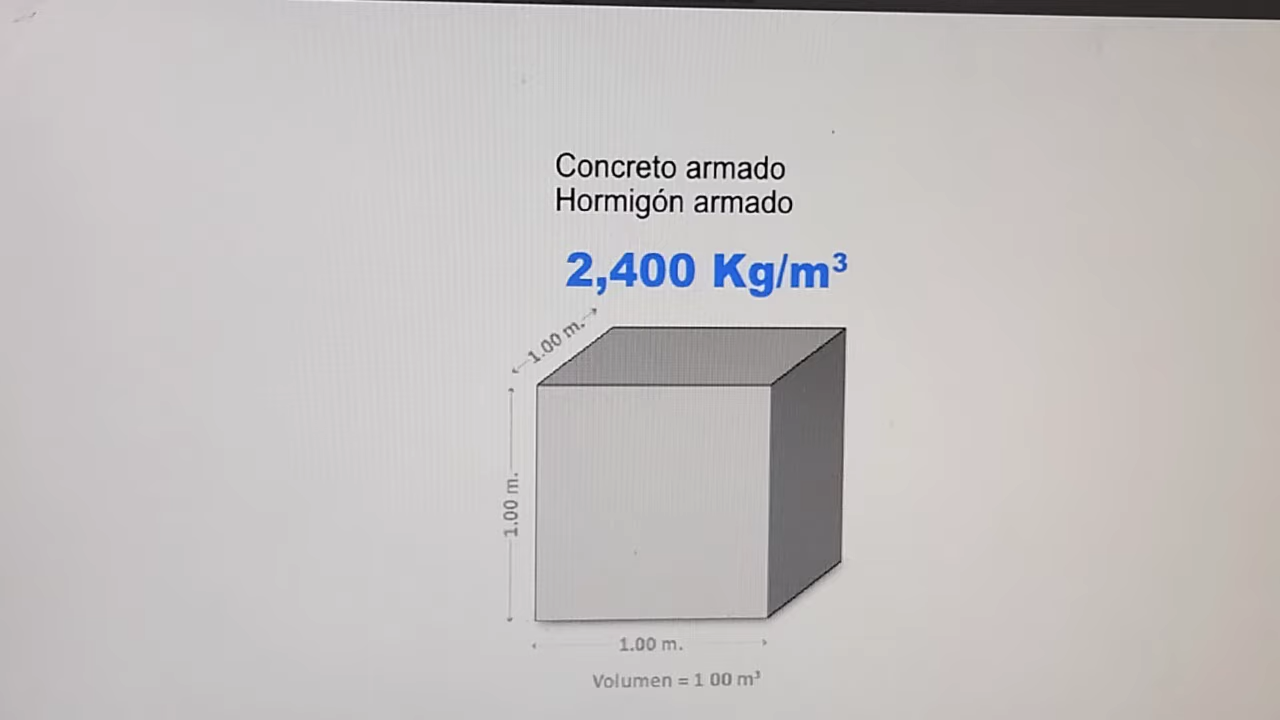 Concreto armado
Hormigón armado
2,400 Kg/m³
1.00 m.
1.00 m.
1.00 m.
Volumen = 1 00 m³